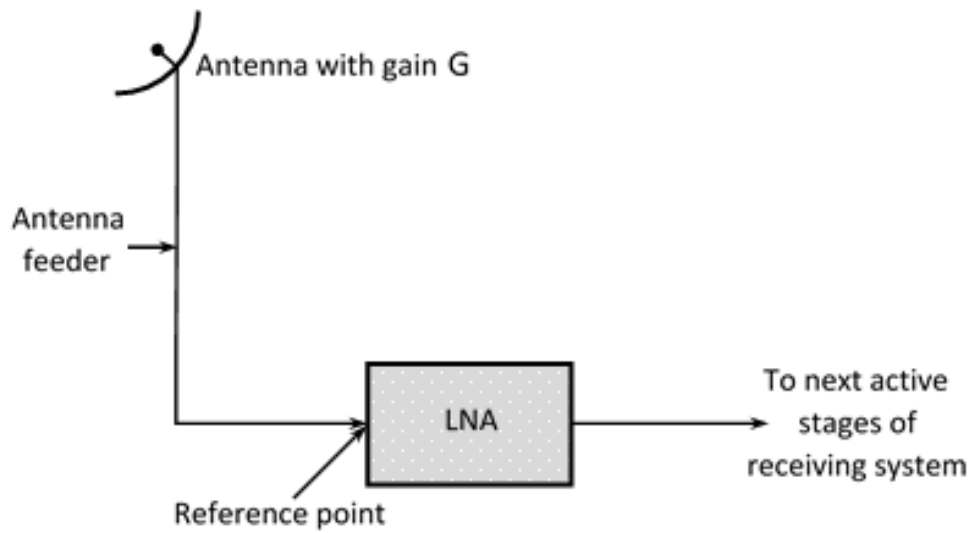 Antenna with gain G
Antenna
feeder
LNA
To next active
stages of
receiving system
Reference point